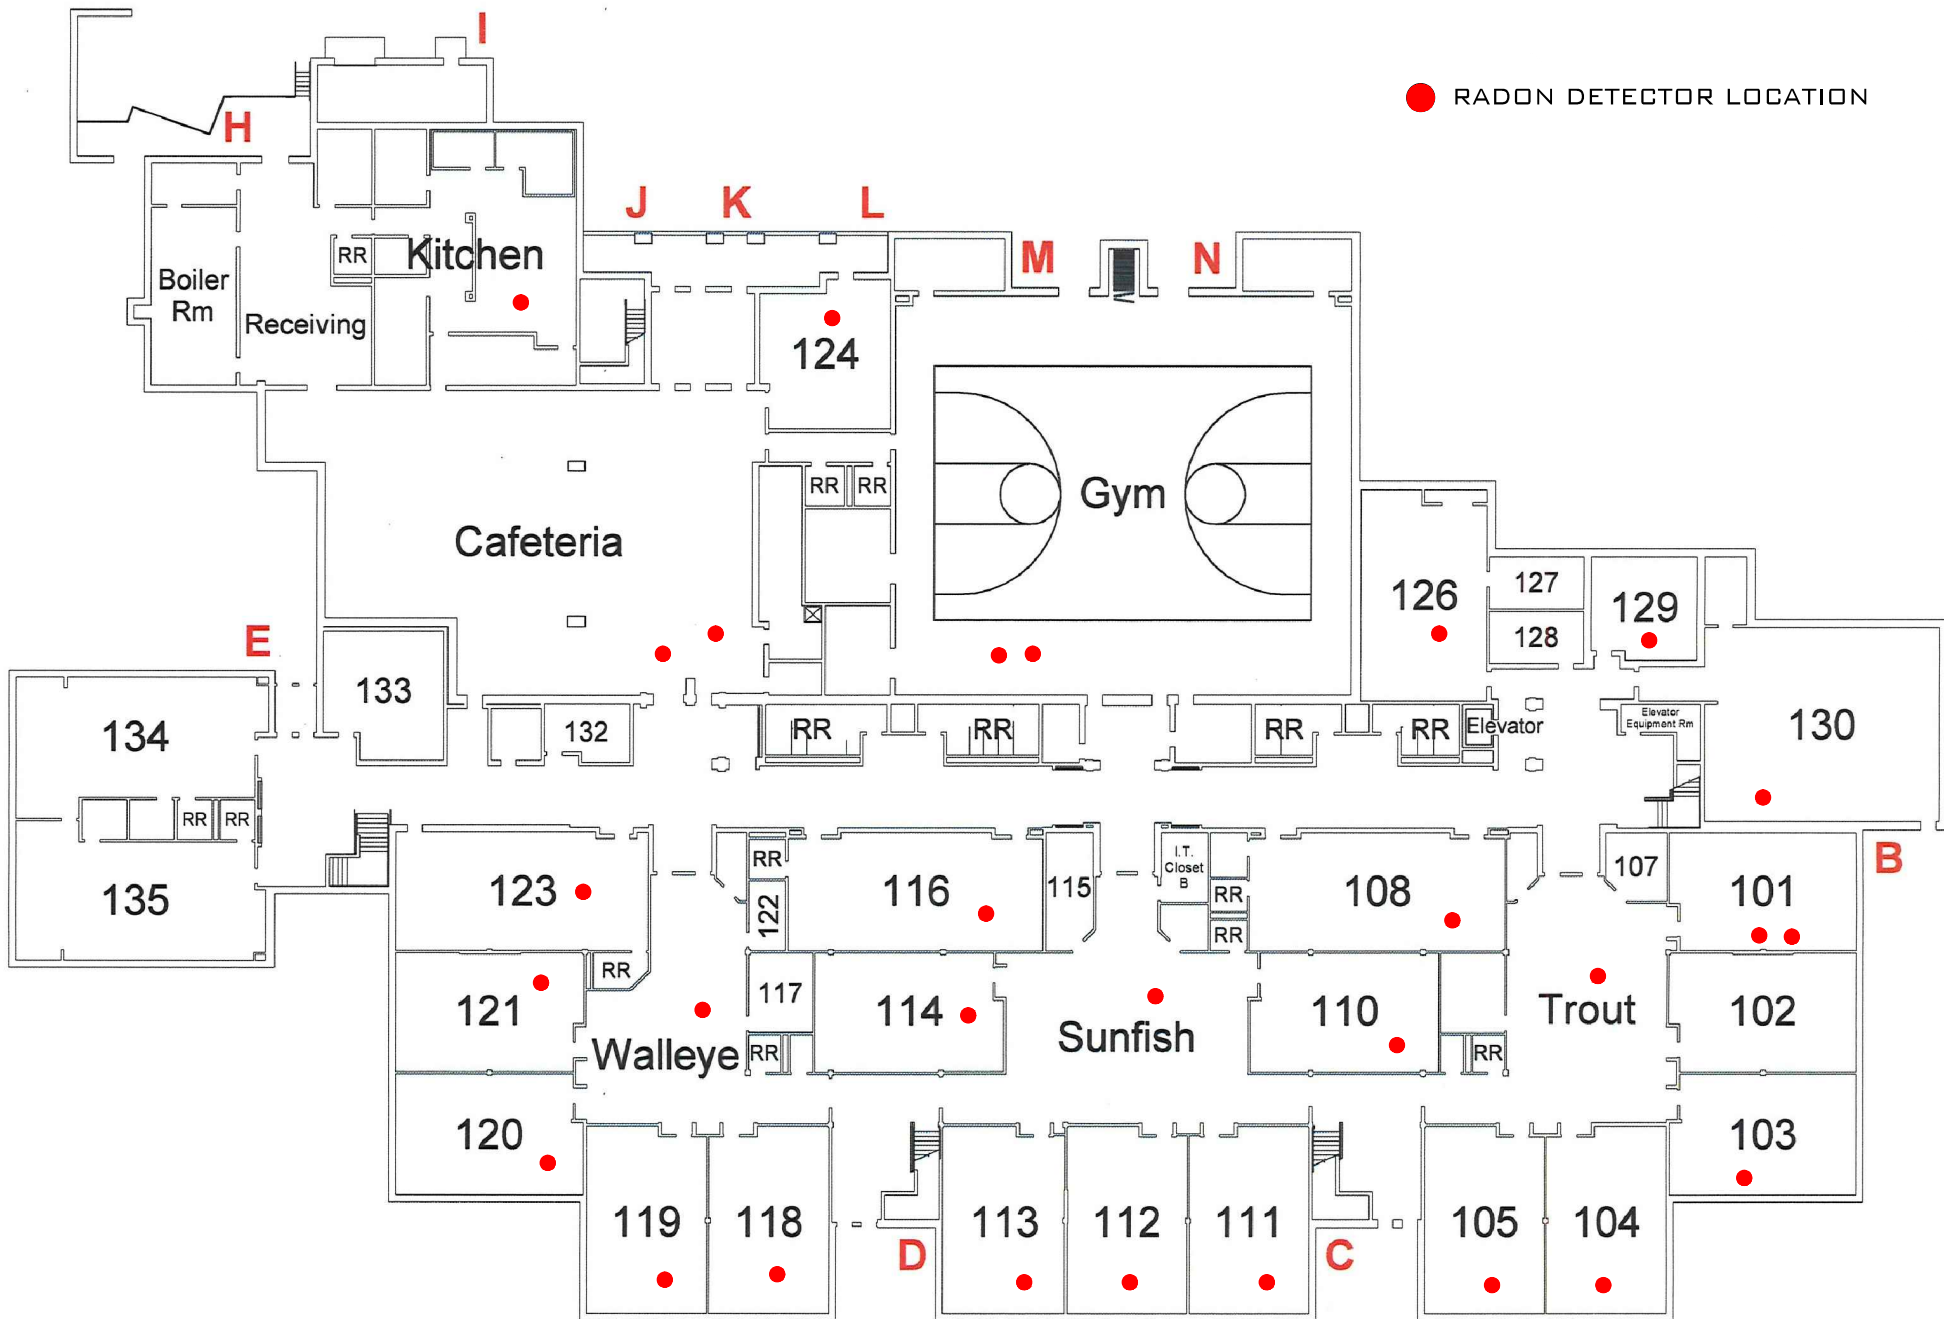 I
RADON DETECTOR LOCATION
H
J
K
L
M
N
RR
Kitchen
Boiler
Rm
Receiving
124
RR
RR
Gym
Cafeteria
126
127
129
128
E
133
134
132
RR
RR
RR
RR
Elevator
Elevator
Equipment Rm
130
RR
RR
135
123
RR
122
116
115
I.T.
Closet
B
RR
RR
108
107
101
B
121
RR
117
114
110
Trout
102
Walleye
RR
Sunfish
RR
120
103
119
118
113
112
111
105
104
D
C